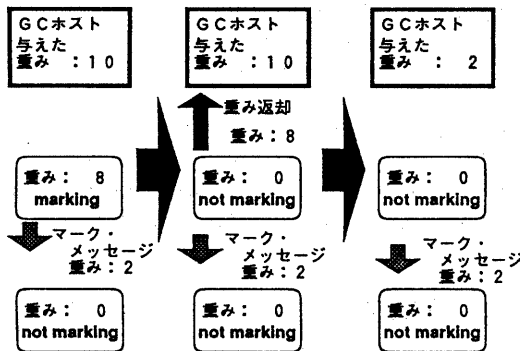 GCホスト
与えた
重み ：10
重み： 8
marking
マーク・
メッセージ
重み：2
重み： 0
not marking
GCホスト
与えた
重み ：10
重み返却
重み：8
重み： 0
not marking
マーク・
メッセージ
重み：2
重み： 0
not marking
GCホスト
与えた
重み ： 2
重み： 0
not marking
マーク・
メッセージ
重み：2
重み： 0
not marking